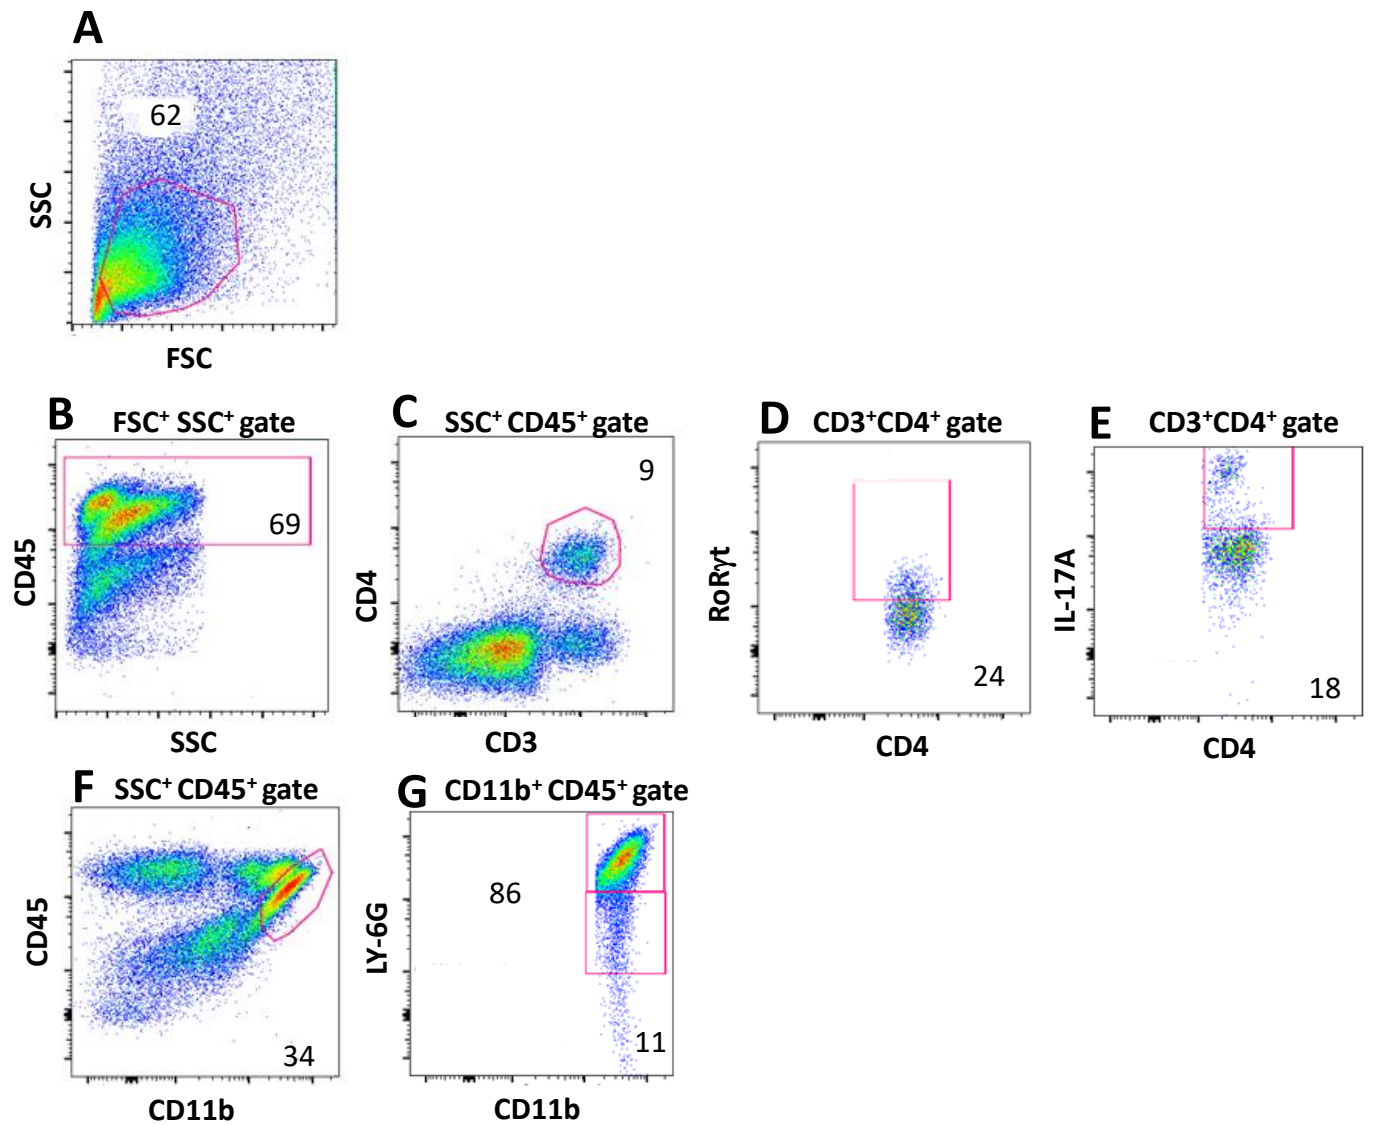 A
62
SSC
FSC
B FSC⁺ SSC⁺ gate
69
CD45
SSC
C SSC⁺ CD45⁺ gate
9
CD4
CD3
D CD3⁺CD4⁺ gate
RoRγt
24
CD4
E CD3⁺CD4⁺ gate
IL-17A
18
CD4
F SSC⁺ CD45⁺ gate
CD45
34
CD11b
G CD11b⁺ CD45⁺ gate
86
LY-6G
11
CD11b